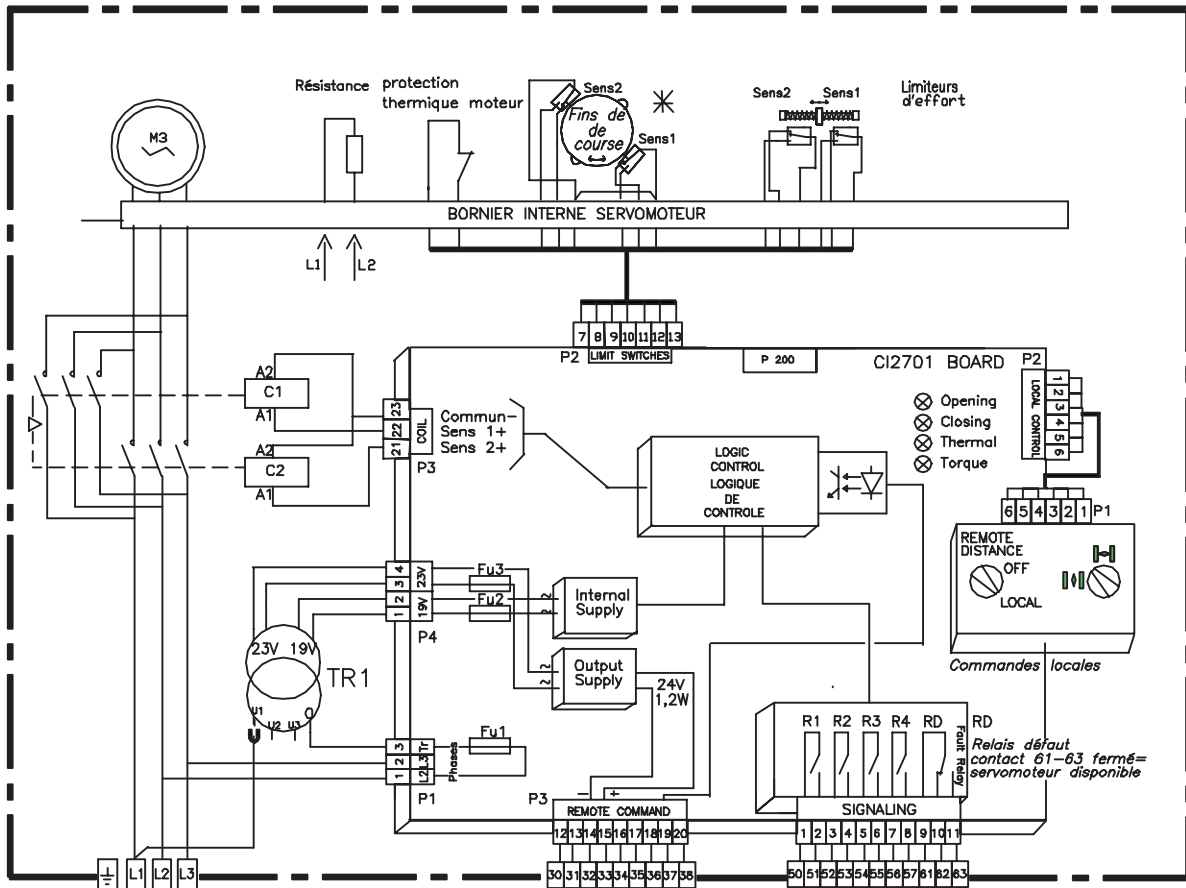 Résistance protection
thermique moteur
Sens2
Fins de
de
course
Sens1
Sens2 Sens1
Limiteurs
d'effort
M3
BORNIER INTERNE SERVOMOTEUR
L1 L2
7 8 9 10 11 12 13
P2 LIMIT SWITCHES
P 200
CI2701 BOARD
P2
LOCAL CONTROL
1 2 3 4 5 6
A2
C1
A1
A2
C2
A1
23
22
21
COIL
P3
Commun-
Sens 1+
Sens 2+
LOGIC
CONTROL
LOGIQUE
DE
CONTROLE
Opening
Closing
Thermal
Torque
6 5 4 3 2 1 P1
REMOTE
DISTANCE
OFF
LOCAL
Commandes locales
4
3
2
1
23V
19V
P4
Fu3
Fu2
Internal
Supply
Output
Supply
24V
1,2W
23V 19V
TR1
U1 U2 U3 0
3
2
1
Tr
L3
L2
Phases
Fu1
P1
P3
- +
REMOTE COMMAND
12 13 14 15 16 17 18 19 20
30 31 32 33 34 35 36 37 38
R1 R2 R3 R4 RD
Fault Relay
RD
Relais défaut
contact 61-63 fermé=
servomoteur disponible
SIGNALING
1 2 3 4 5 6 7 8 9 10 11
50 51 52 53 54 55 56 57 61 62 63
L1 L2 L3